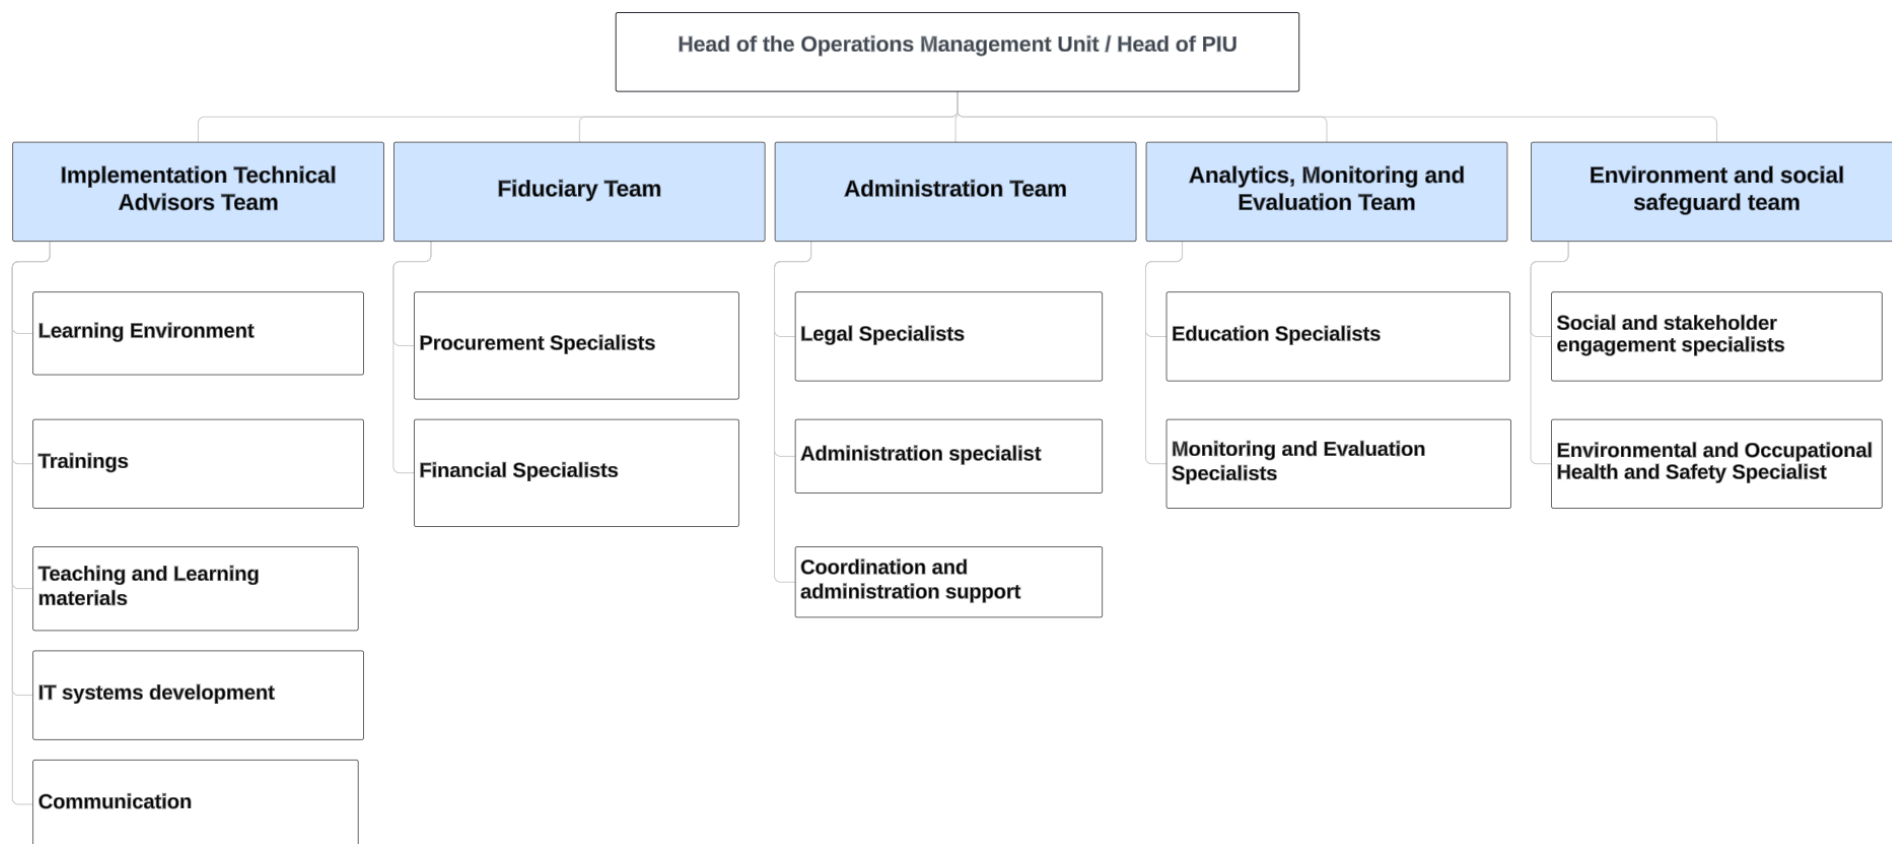 Head of the Operations Management Unit / Head of PIU
Implementation Technical
Advisors Team
Fiduciary Team
Administration Team
Analytics, Monitoring and
Evaluation Team
Environment and social
safeguard team
Learning Environment
Trainings
Teaching and Learning
materials
IT systems development
Communication
Procurement Specialists
Financial Specialists
Legal Specialists
Administration specialist
Coordination and
administration support
Education Specialists
Monitoring and Evaluation
Specialists
Social and stakeholder
engagement specialists
Environmental and Occupational
Health and Safety Specialist